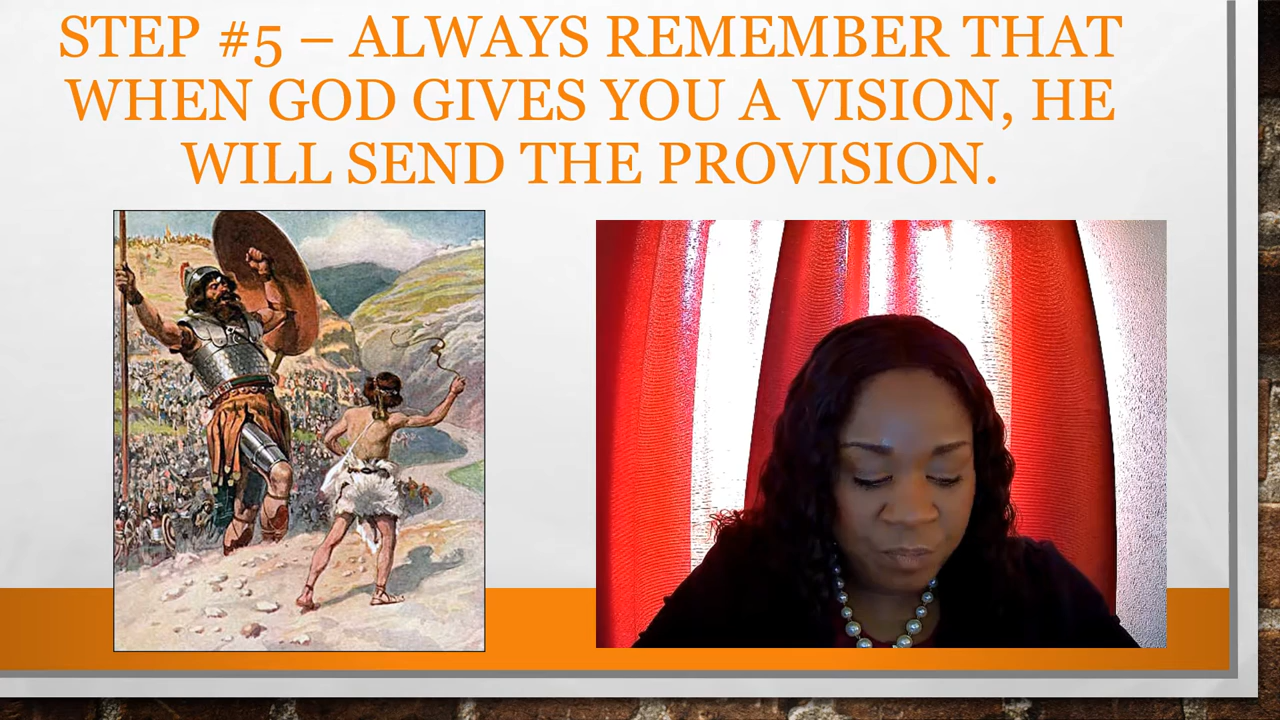 STEP #5 – ALWAYS REMEMBER THAT
WHEN GOD GIVES YOU A VISION, HE
WILL SEND THE PROVISION.